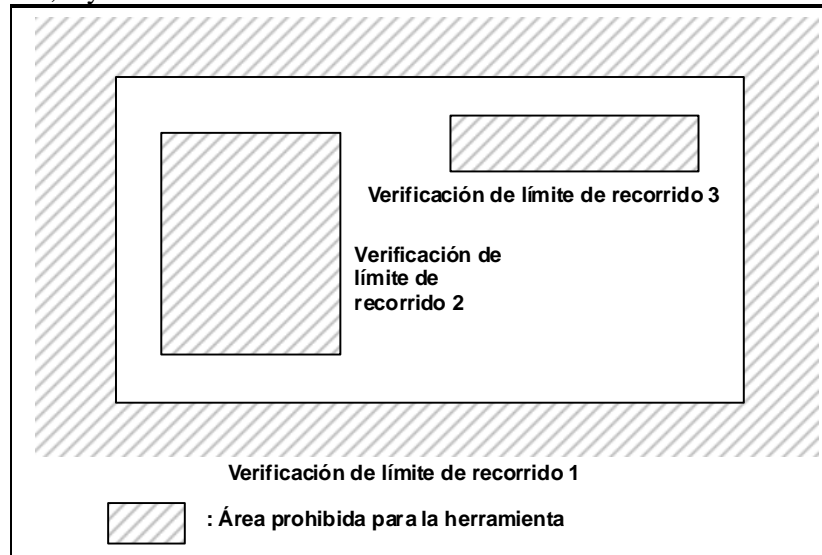 Verificación de límite de recorrido 3
Verificación de
límite de
recorrido 2
Verificación de límite de recorrido 1
: Área prohibida para la herramienta